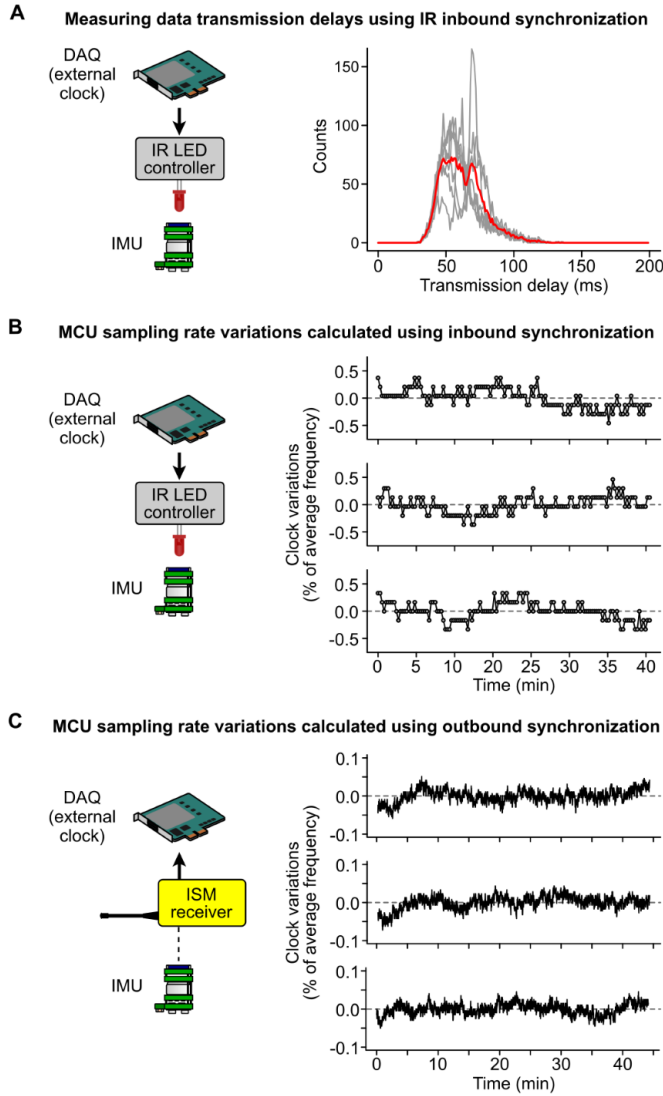 A
Measuring data transmission delays using IR inbound synchronization
DAQ
(external
clock)
IR LED
controller
IMU
Counts
150
100
50
0
0 50 100 150 200
Transmission delay (ms)
B
MCU sampling rate variations calculated using inbound synchronization
DAQ
(external
clock)
IR LED
controller
IMU
Clock variations
(% of average frequency)
0.5
0.0
-0.5
0.5
0.0
-0.5
0.5
0.0
-0.5
0 5 10 15 20 25 30 35 40
Time (min)
C
MCU sampling rate variations calculated using outbound synchronization
DAQ
(external
clock)
ISM
receiver
IMU
Clock variations
(% of average frequency)
0.1
0.0
-0.1
0.1
0.0
-0.1
0.1
0.0
-0.1
0 10 20 30 40
Time (min)